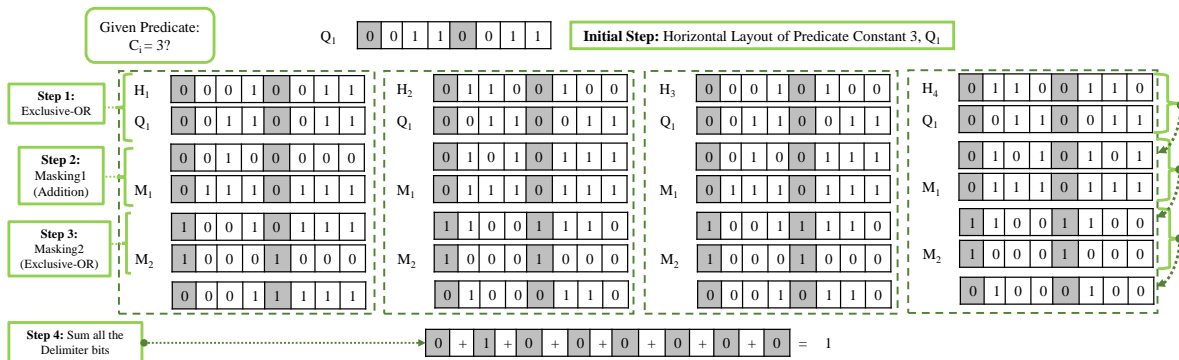 Given Predicate:
Cᵢ = 3?
Q₁ 0 0 1 1 0 0 1 1
Initial Step: Horizontal Layout of Predicate Constant 3, Q₁
Step 1:
Exclusive-OR
Step 2:
Masking1
(Addition)
Step 3:
Masking2
(Exclusive-OR)
H₁ 0 0 0 1 0 0 1 1
Q₁ 0 0 1 1 0 0 1 1
0 0 1 0 0 0 0 0
M₁ 0 1 1 1 0 1 1 1
1 0 0 1 0 1 1 1
M₂ 1 0 0 0 1 0 0 0
0 0 0 1 1 1 1 1
H₂ 0 1 1 0 0 1 0 0
Q₁ 0 0 1 1 0 0 1 1
0 1 0 1 0 1 1 1
M₁ 0 1 1 1 0 1 1 1
1 1 0 0 1 1 1 0
M₂ 1 0 0 0 1 0 0 0
0 1 0 0 0 1 1 0
H₃ 0 0 0 1 0 1 0 0
Q₁ 0 0 1 1 0 0 1 1
0 0 1 0 0 1 1 1
M₁ 0 1 1 1 0 1 1 1
1 0 0 1 1 1 1 0
M₂ 1 0 0 0 1 0 0 0
0 0 0 1 0 1 1 0
H₄ 0 1 1 0 0 1 1 0
Q₁ 0 0 1 1 0 0 1 1
0 1 0 1 0 1 0 1
M₁ 0 1 1 1 0 1 1 1
1 1 0 0 1 1 0 0
M₂ 1 0 0 0 1 0 0 0
0 1 0 0 0 1 0 0
Step 4: Sum all the
Delimiter bits
0 + 1 + 0 + 0 + 0 + 0 + 0 + 0 = 1